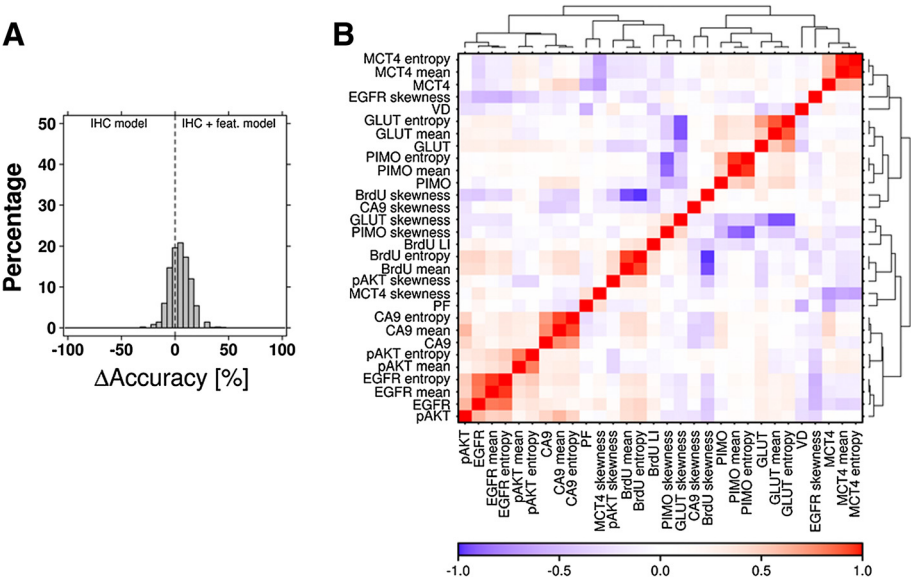 A
B
IHC model
IHC + feat. model
Percentage
50
40
30
20
10
0
-100
-50
0
50
100
ΔAccuracy [%]
MCT4 entropy
MCT4 mean
MCT4
EGFR skewness
VD
GLUT entropy
GLUT mean
GLUT
PIMO entropy
PIMO mean
PIMO
BrdU skewness
CA9 skewness
GLUT skewness
PIMO skewness
BrdU LI
BrdU entropy
BrdU mean
pAKT skewness
MCT4 skewness
PF
CA9 entropy
CA9 mean
CA9
pAKT entropy
pAKT mean
EGFR entropy
EGFR mean
EGFR
pAKT
pAKT
EGFR
EGFR mean
EGFR entropy
pAKT mean
pAKT entropy
CA9
CA9 mean
CA9 entropy
PF
MCT4 skewness
pAKT skewness
BrdU mean
BrdU entropy
BrdU LI
PIMO skewness
GLUT skewness
CA9 skewness
BrdU skewness
PIMO
PIMO mean
PIMO entropy
GLUT
GLUT mean
GLUT entropy
VD
EGFR skewness
MCT4
MCT4 mean
MCT4 entropy
-1.0
-0.5
0.0
0.5
1.0